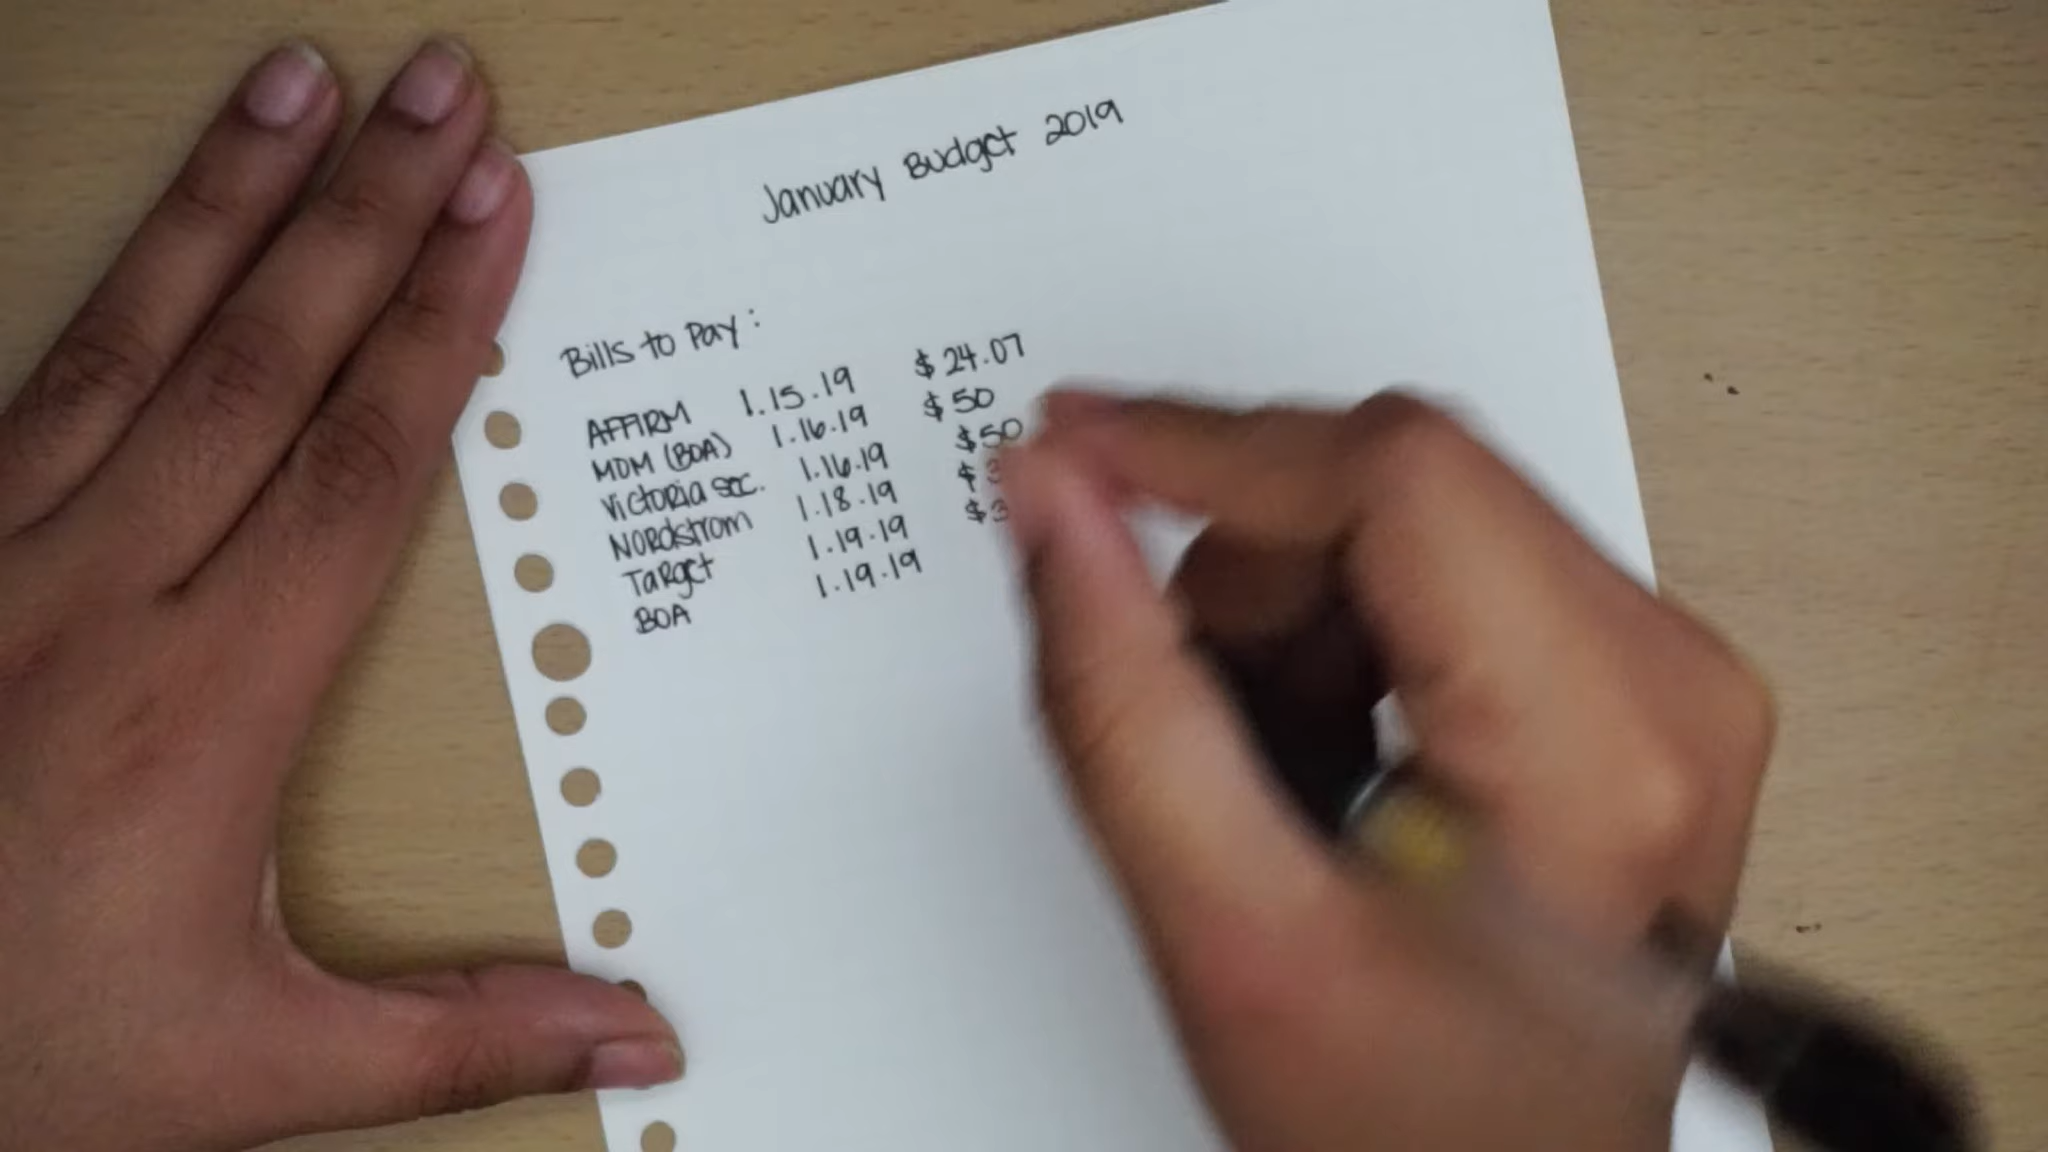 January Budget 2019
Bills to Pay:
AFFIRM 1.15.19 $24.07
MOM (BOA) 1.16.19 $50
Victoria Sec. 1.16.19 $50
NORdstrom 1.18.19
TaRget 1.19.19
BOA 1.19.19